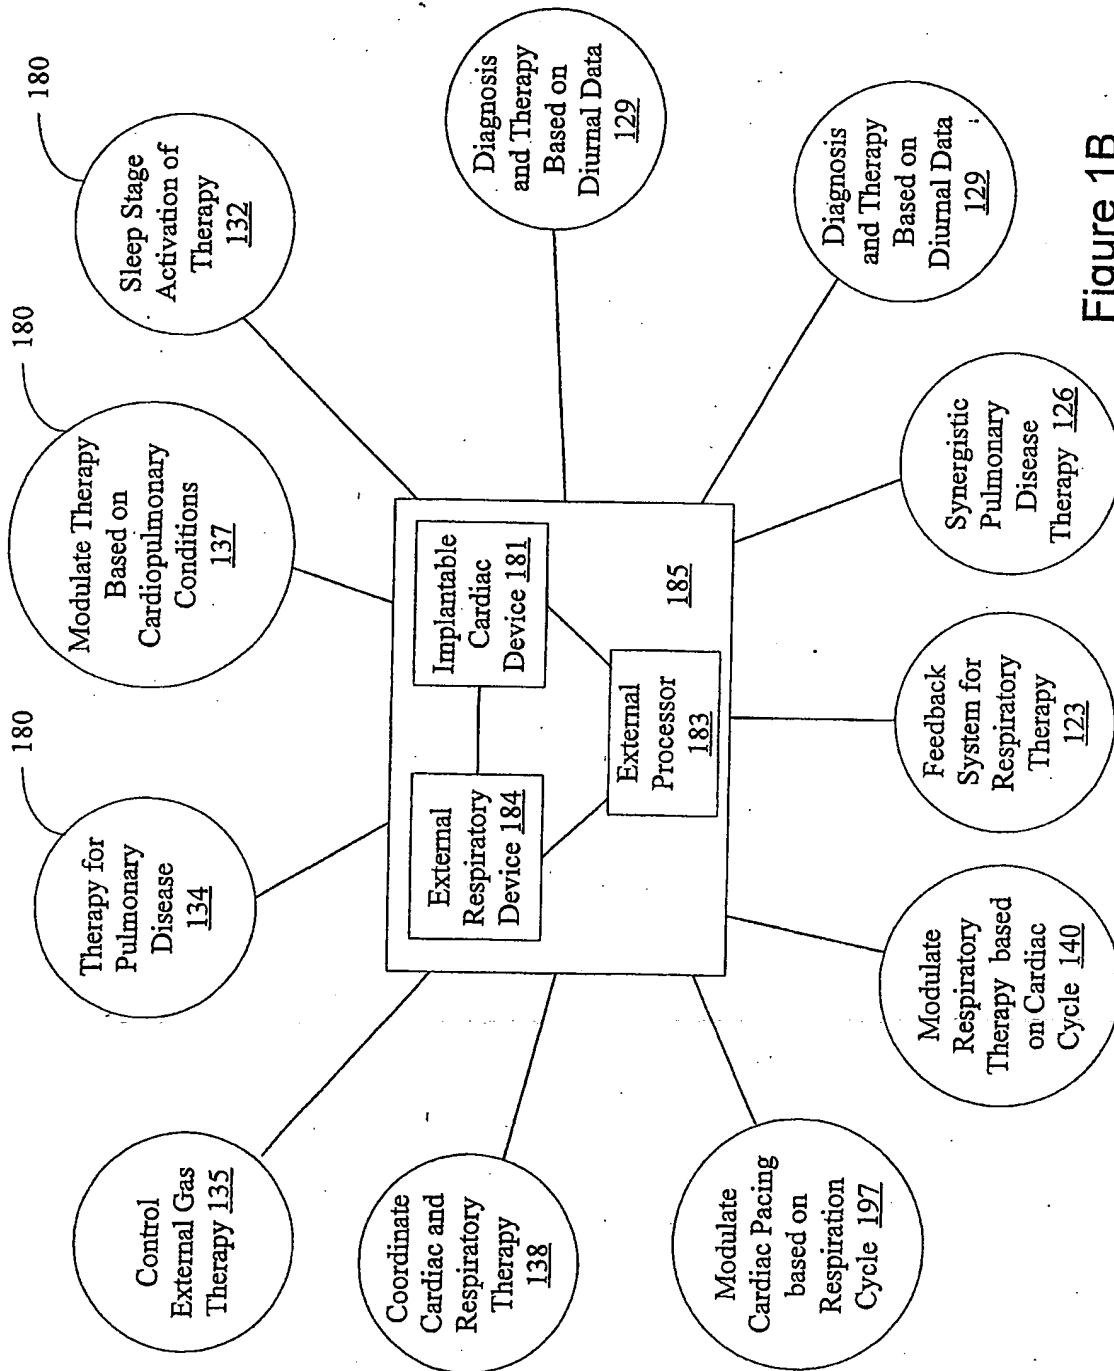 180
180
180
Control
External Gas
Therapy 135
Therapy for
Pulmonary
Disease
134
Modulate Therapy
Based on
Cardiopulmonary
Conditions
137
Sleep Stage
Activation of
Therapy
132
Coordinate
Cardiac and
Respiratory
Therapy
138
External
Respiratory
Device 184
Implantable
Cardiac
Device 181
External
Processor
183
185
Diagnosis
and Therapy
Based on
Diurnal Data
129
Modulate
Cardiac Pacing
based on
Respiration
Cycle 197
Modulate
Respiratory
Therapy based
on Cardiac
Cycle 140
Feedback
System for
Respiratory
Therapy
123
Synergistic
Pulmonary
Disease
Therapy 126
Diagnosis
and Therapy
Based on
Diurnal Data
129
Figure 1B